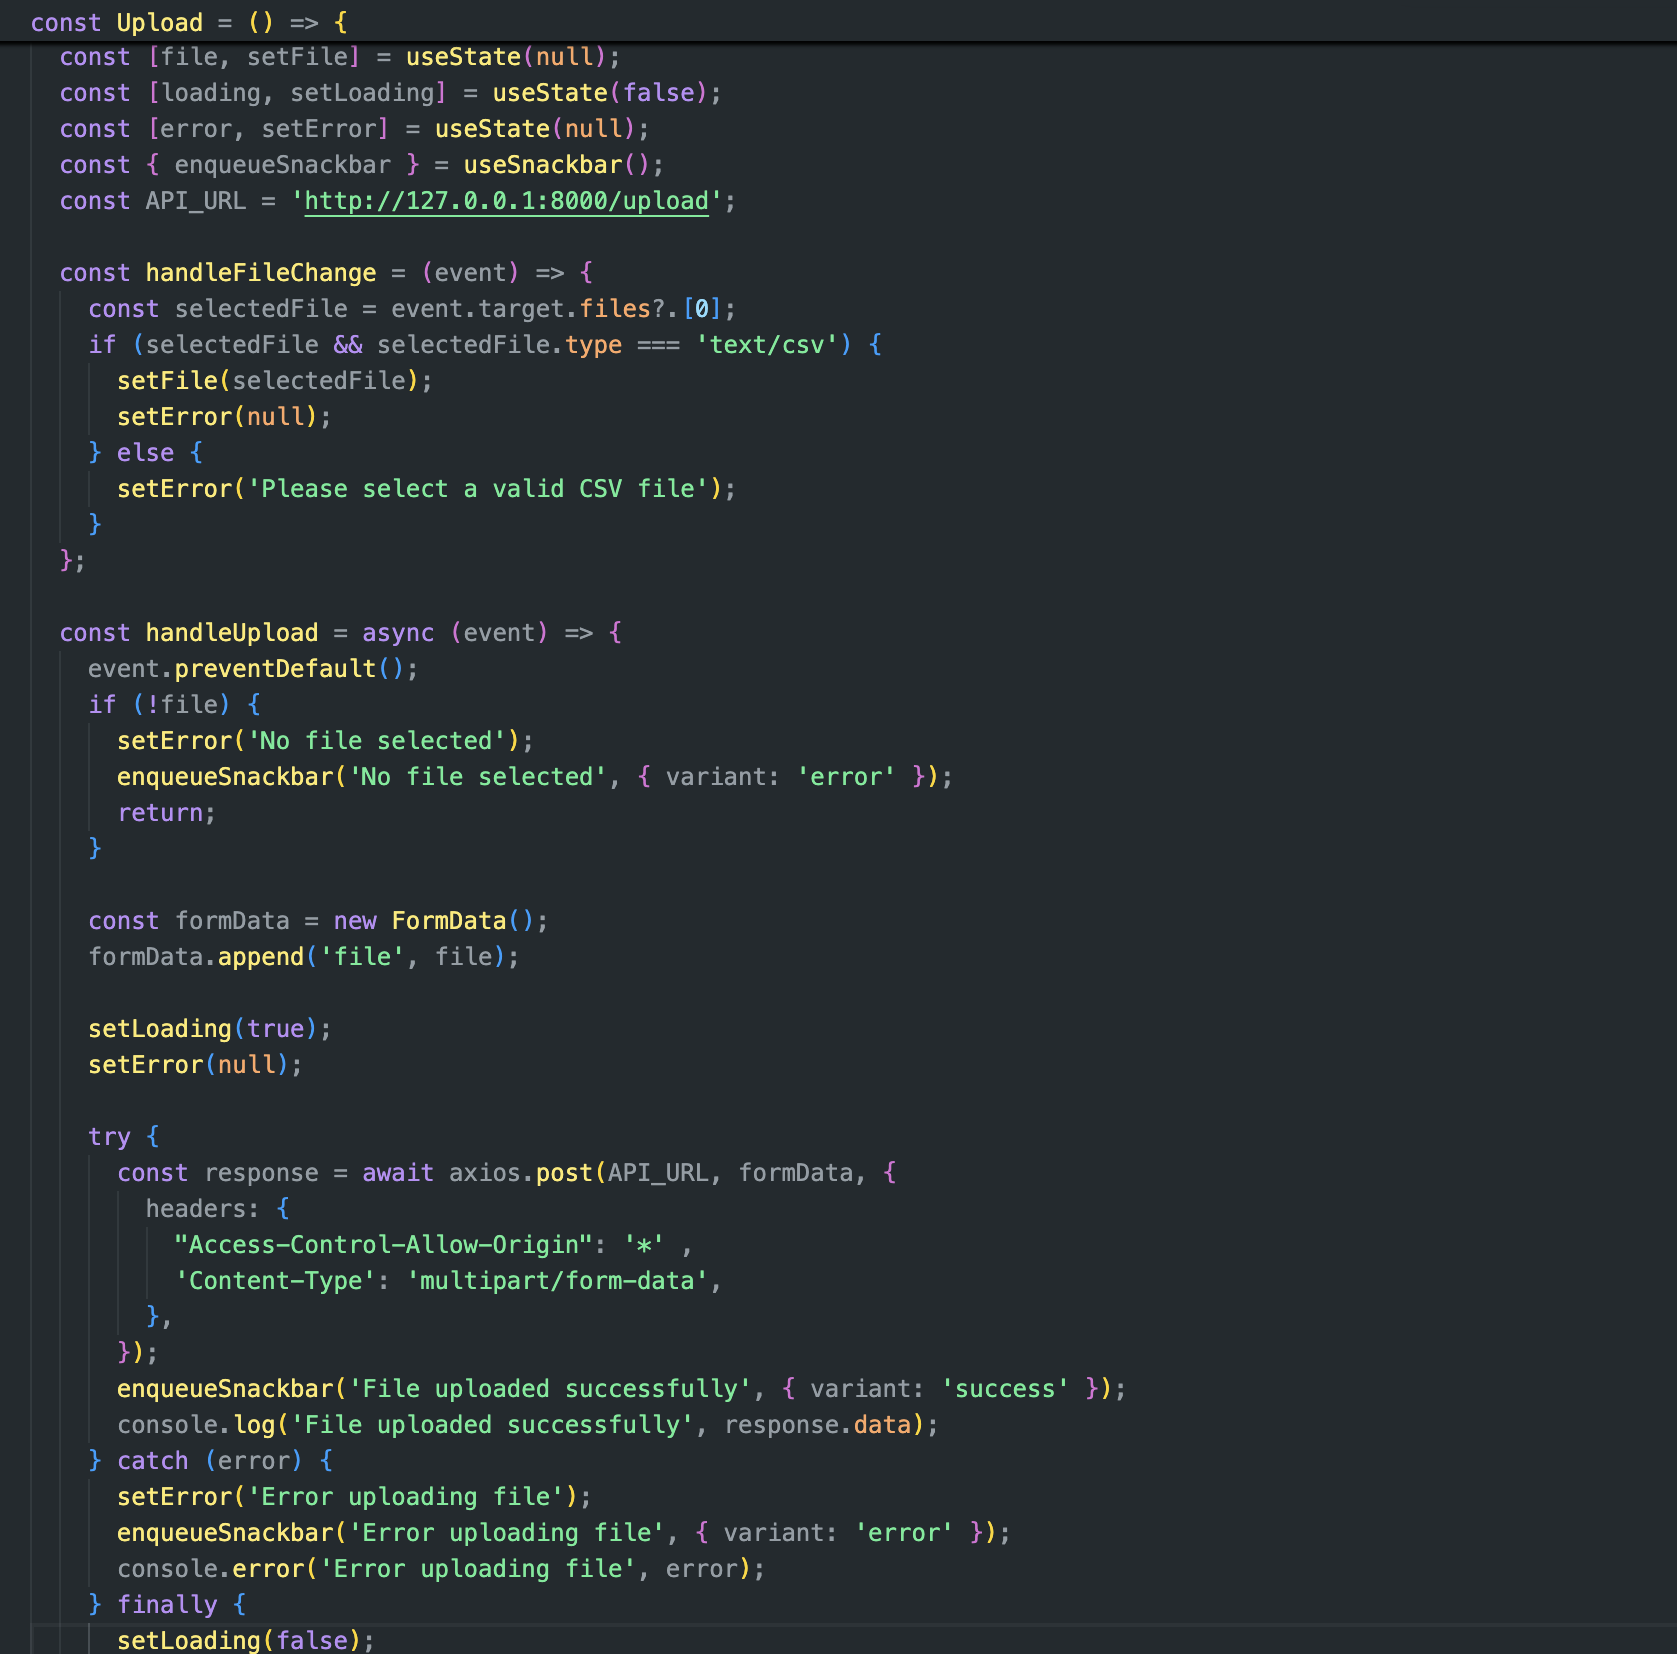 const Upload = () => {
  const [file, setFile] = useState(null);
  const [loading, setLoading] = useState(false);
  const [error, setError] = useState(null);
  const { enqueueSnackbar } = useSnackbar();
  const API_URL = 'http://127.0.0.1:8000/upload';

  const handleFileChange = (event) => {
    const selectedFile = event.target.files?.[0];
    if (selectedFile && selectedFile.type === 'text/csv') {
      setFile(selectedFile);
      setError(null);
    } else {
      setError('Please select a valid CSV file');
    }
  };

  const handleUpload = async (event) => {
    event.preventDefault();
    if (!file) {
      setError('No file selected');
      enqueueSnackbar('No file selected', { variant: 'error' });
      return;
    }

    const formData = new FormData();
    formData.append('file', file);

    setLoading(true);
    setError(null);

    try {
      const response = await axios.post(API_URL, formData, {
        headers: {
          "Access-Control-Allow-Origin": '*' ,
          'Content-Type': 'multipart/form-data',
        },
      });
      enqueueSnackbar('File uploaded successfully', { variant: 'success' });
      console.log('File uploaded successfully', response.data);
    } catch (error) {
      setError('Error uploading file');
      enqueueSnackbar('Error uploading file', { variant: 'error' });
      console.error('Error uploading file', error);
    } finally {
      setLoading(false);